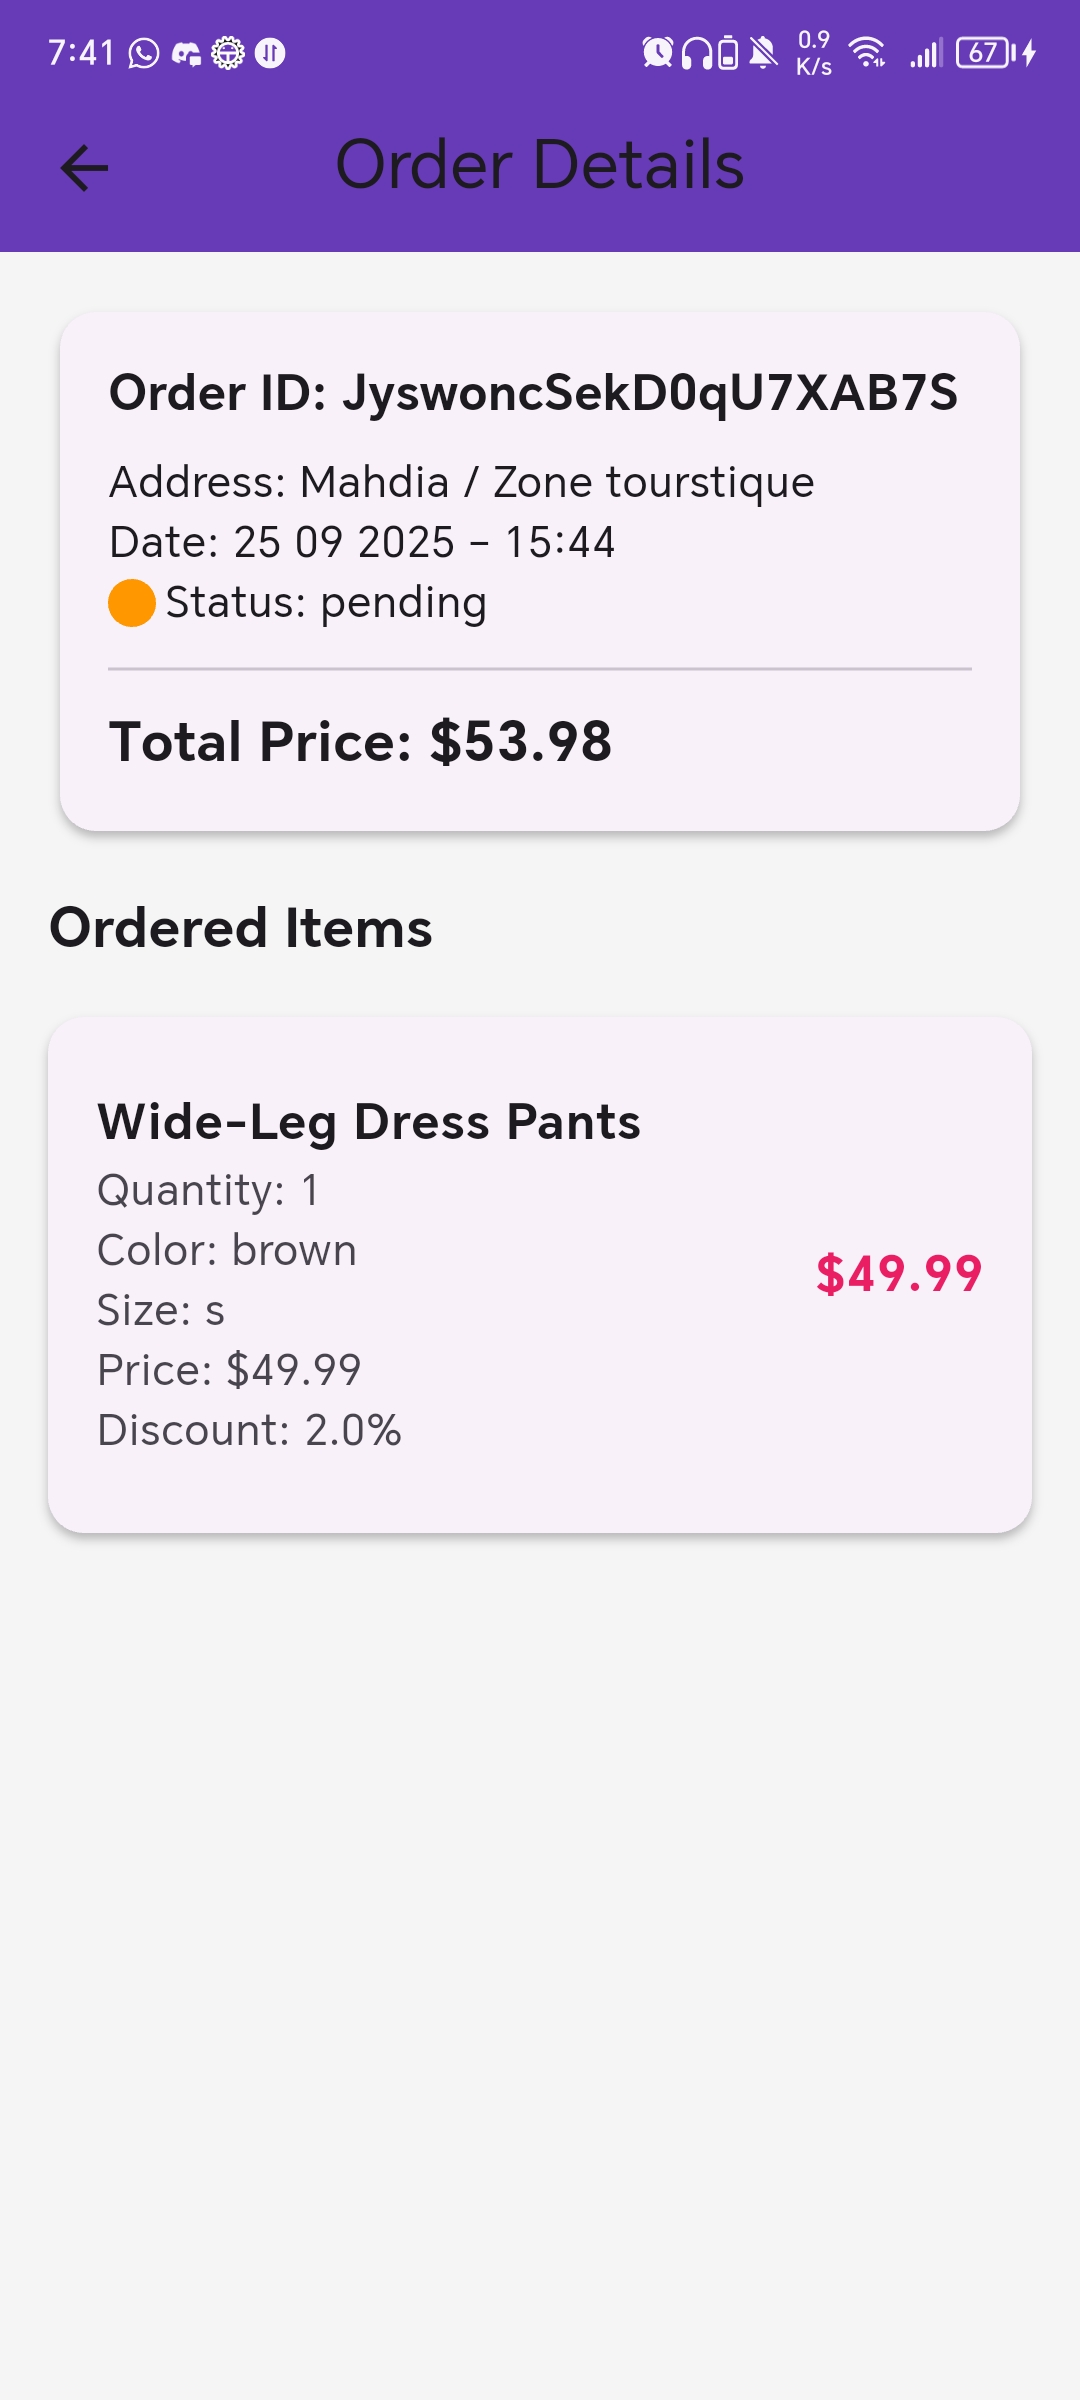 7:41
0.9
K/s
67
Order Details
Order ID: JyswoncSekD0qU7XAB7S
Address: Mahdia / Zone tourstique
Date: 25 09 2025 – 15:44
Status: pending
Total Price: $53.98
Ordered Items
Wide-Leg Dress Pants
Quantity: 1
Color: brown
Size: s
Price: $49.99
Discount: 2.0%
$49.99